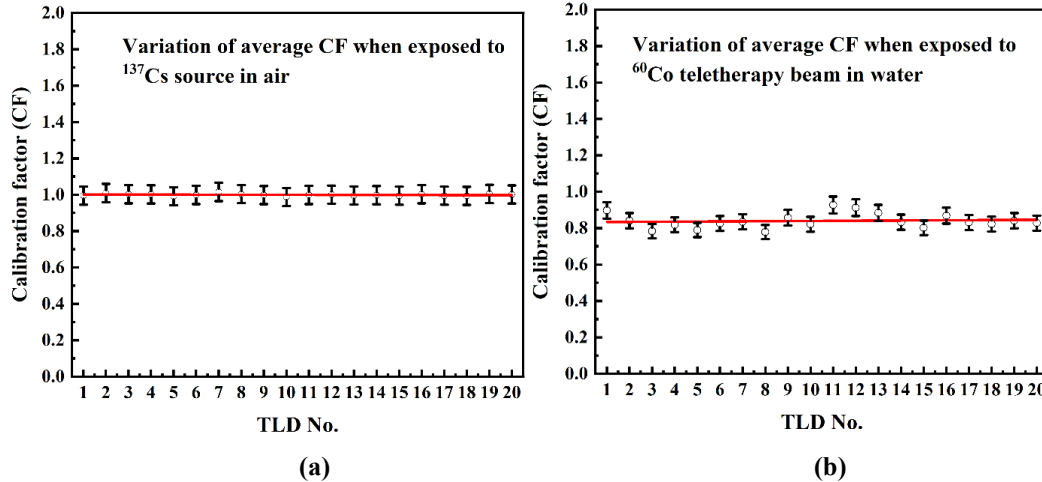 2.0
1.8
1.6
1.4
1.2
1.0
0.8
0.6
0.4
0.2
0.0
Calibration factor (CF)
Variation of average CF when exposed to
¹³⁷Cs source in air
1 2 3 4 5 6 7 8 9 10 11 12 13 14 15 16 17 18 19 20
TLD No.
(a)
2.0
1.8
1.6
1.4
1.2
1.0
0.8
0.6
0.4
0.2
0.0
Calibration factor (CF)
Variation of average CF when exposed to
⁶⁰Co teletherapy beam in water
1 2 3 4 5 6 7 8 9 10 11 12 13 14 15 16 17 18 19 20
TLD No.
(b)